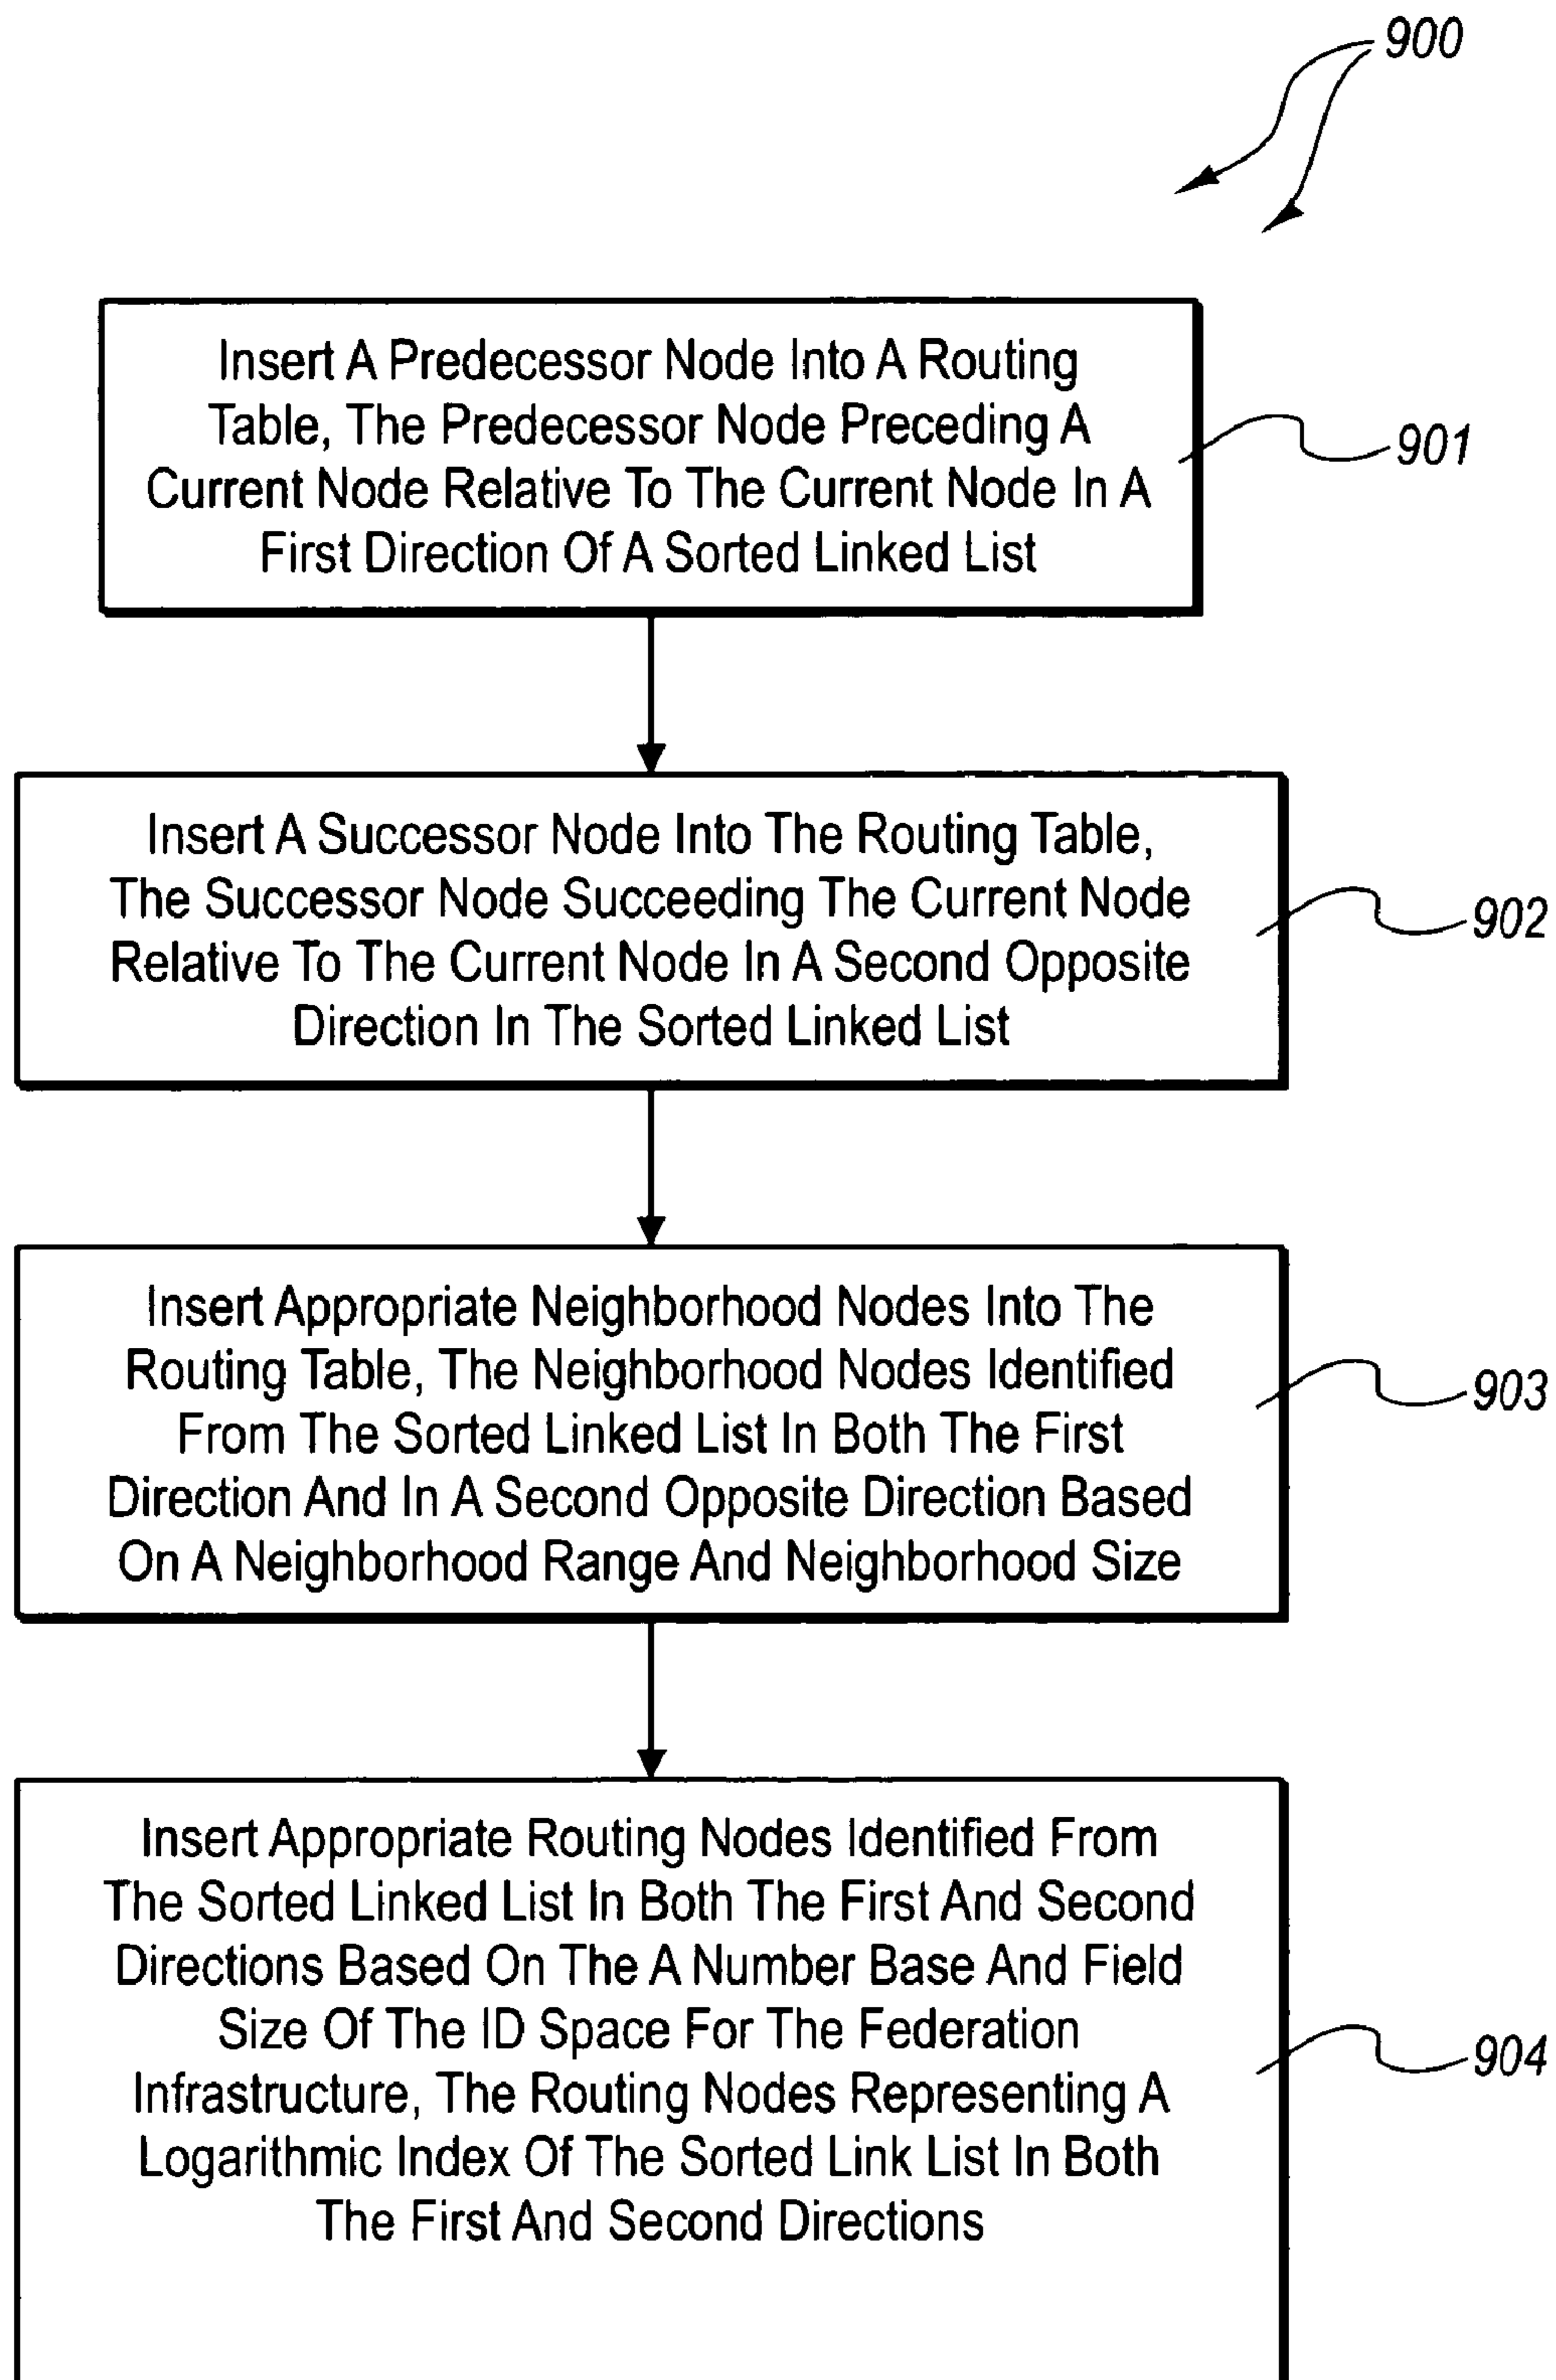 900
Insert A Predecessor Node Into A Routing
Table, The Predecessor Node Preceding A
Current Node Relative To The Current Node In A
First Direction Of A Sorted Linked List
901
Insert A Successor Node Into The Routing Table,
The Successor Node Succeeding The Current Node
Relative To The Current Node In A Second Opposite
Direction In The Sorted Linked List
902
Insert Appropriate Neighborhood Nodes Into The
Routing Table, The Neighborhood Nodes Identified
From The Sorted Linked List In Both The First
Direction And In A Second Opposite Direction Based
On A Neighborhood Range And Neighborhood Size
903
Insert Appropriate Routing Nodes Identified From
The Sorted Linked List In Both The First And Second
Directions Based On The A Number Base And Field
Size Of The ID Space For The Federation
Infrastructure, The Routing Nodes Representing A
Logarithmic Index Of The Sorted Link List In Both
The First And Second Directions
904